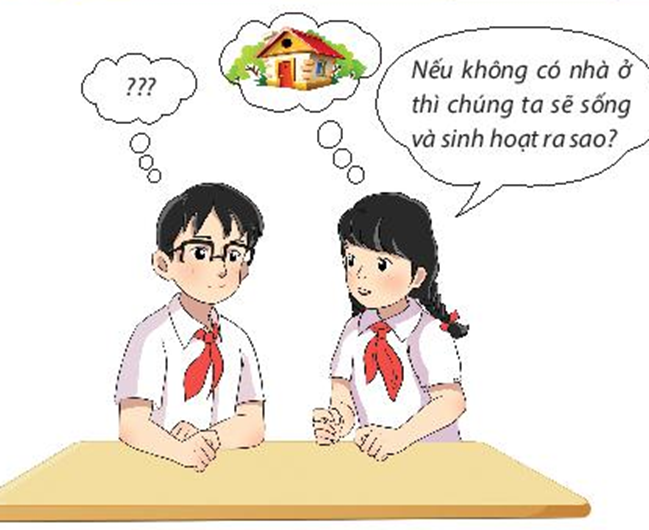 ???
Nếu không có nhà ở
thì chúng ta sẽ sống
và sinh hoạt ra sao?